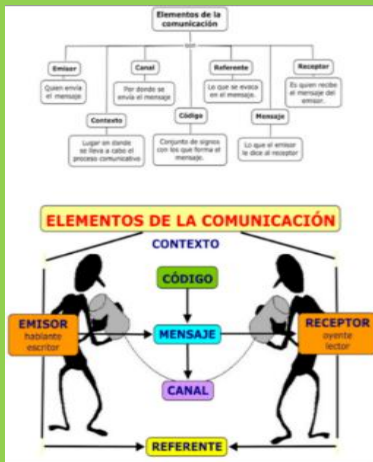 Elementos de la
comunicación
son
Emisor
Canal
Referente
Receptor
Quien envía
el mensaje
Por donde se
envía el mensaje
Lo que se evoca
en el mensaje.
Es quien recibe
el mensaje del
emisor.
Contexto
Código
Mensaje
Lugar en donde
se lleva a cabo el
proceso comunicativo
Conjunto de signos
con los que forma el
mensaje.
Lo que el emisor
le dice al receptor
ELEMENTOS DE LA COMUNICACIÓN
CONTEXTO
CÓDIGO
EMISOR
hablante
escritor
MENSAJE
RECEPTOR
oyente
lector
CANAL
REFERENTE